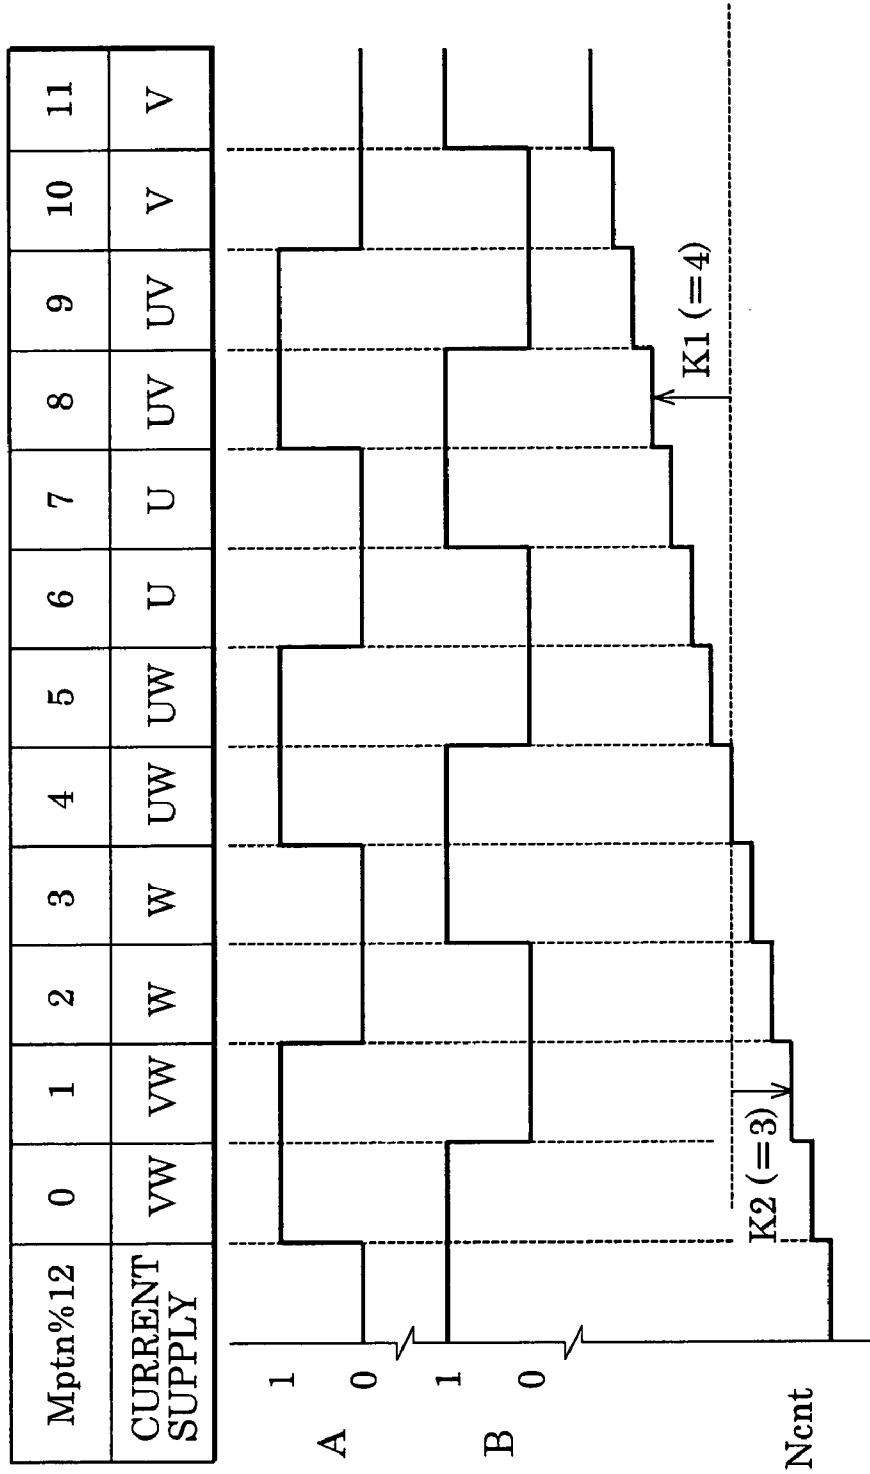 Mptn%12 0 1 2 3 4 5 6 7 8 9 10 11
CURRENT SUPPLY VW VW W W UW UW U U UV UV V V
1
A
0
1
B
0
K1 (=4)
K2 (=3)
Ncnt